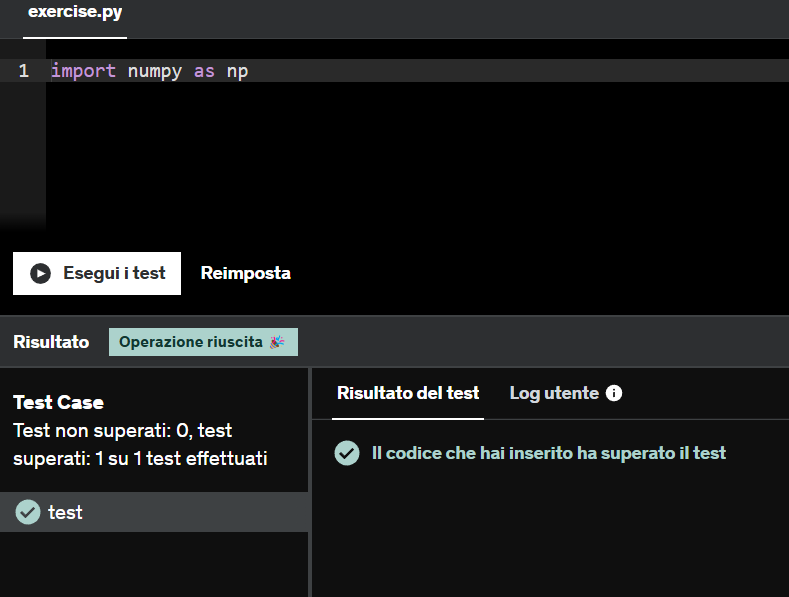 exercise.py
1 import numpy as np
Esegui i test Reimposta
Risultato Operazione riuscita 🎉
Test Case
Test non superati: 0, test
superati: 1 su 1 test effettuati
test
Risultato del test Log utente
Il codice che hai inserito ha superato il test